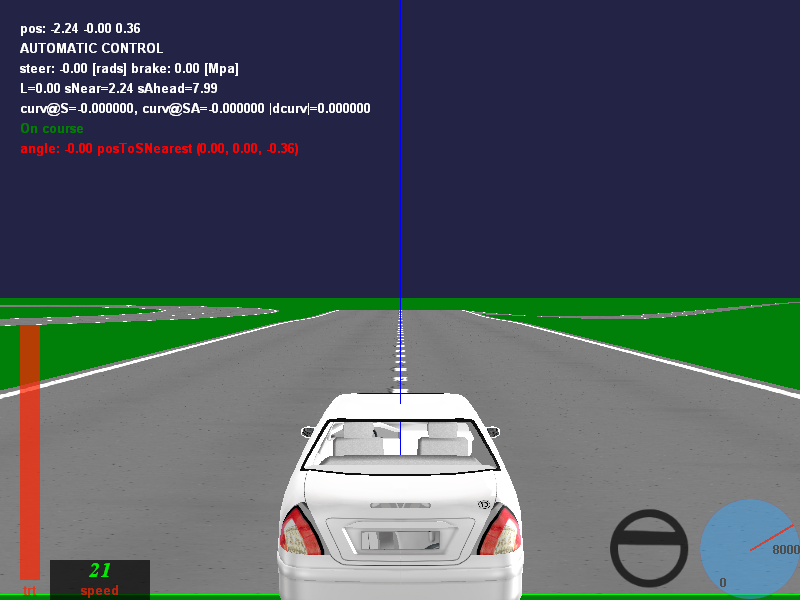 pos: -2.24 -0.00 0.36
AUTOMATIC CONTROL
steer: -0.00 [rads] brake: 0.00 [Mpa]
L=0.00 sNear=2.24 sAhead=7.99
curv@S=-0.000000, curv@SA=-0.000000 |dcurv|=0.000000
On course
angle: -0.00 posToSNearest (0.00, 0.00, -0.36)
8000
21
0
trt speed